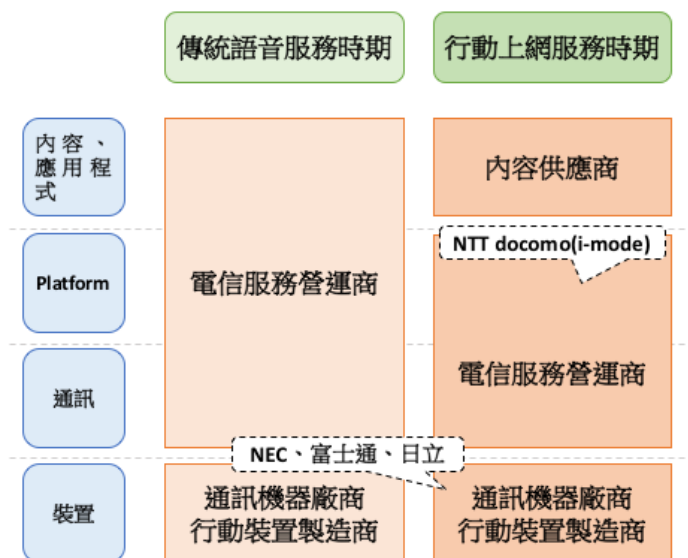 傳統語音服務時期
行動上網服務時期
內容、
應用程
式
內容供應商
NTT docomo(i-mode)
Platform
電信服務營運商
電信服務營運商
通訊
NEC、富士通、日立
裝置
通訊機器廠商
行動裝置製造商
通訊機器廠商
行動裝置製造商